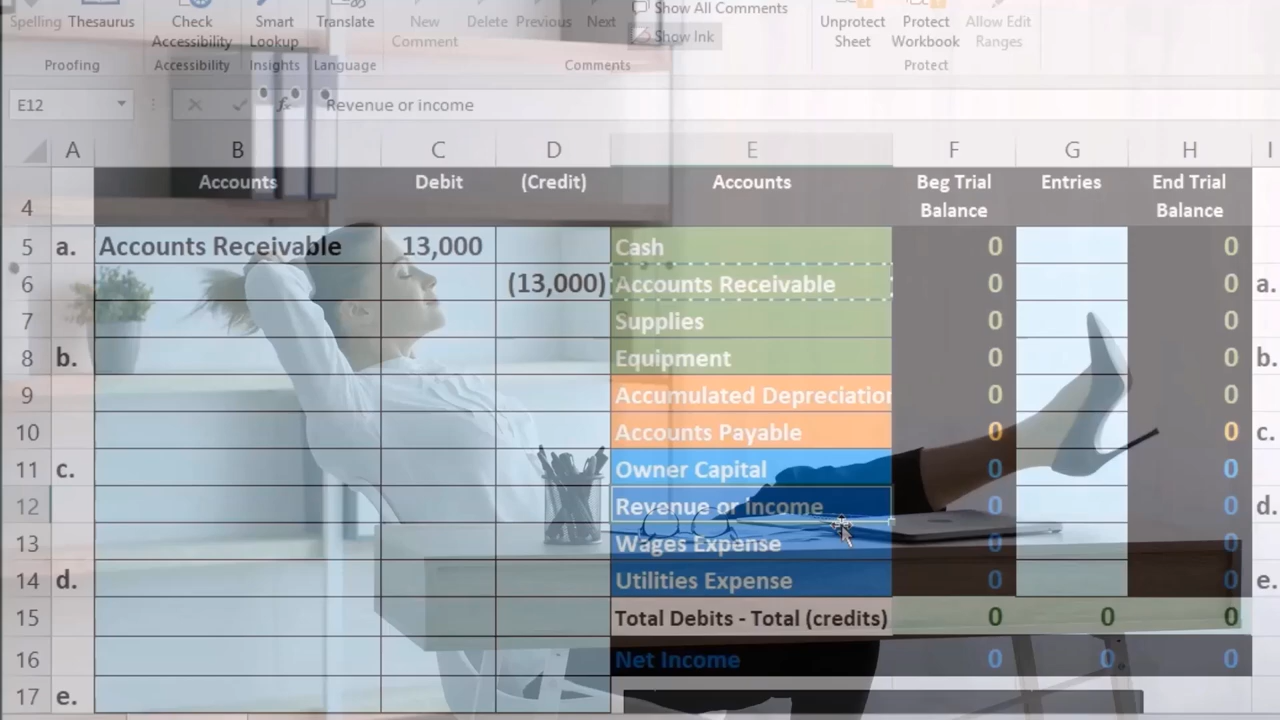 Spelling Thesaurus Check Accessibility Smart Lookup Translate New Comment Delete Previous Next Show All Comments Show Ink Unprotect Sheet Protect Workbook Allow Edit Ranges
Proofing Accessibility Insights Language Comments Protect
E12 fx Revenue or income
A B C D E F G H I
4 Accounts Debit (Credit) Accounts Beg Trial Balance Entries End Trial Balance
5 a. Accounts Receivable 13,000 Cash 0 0
6 (13,000) Accounts Receivable 0 0 a.
7 Supplies 0 0
8 b. Equipment 0 0 b.
9 Accumulated Depreciation 0 0
10 Accounts Payable 0 0 c.
11 c. Owner Capital 0 0
12 Revenue or income 0 0 d.
13 Wages Expense 0 0
14 d. Utilities Expense 0 0 e.
15 Total Debits - Total (credits) 0 0 0
16 Net Income 0 0 0
17 e.